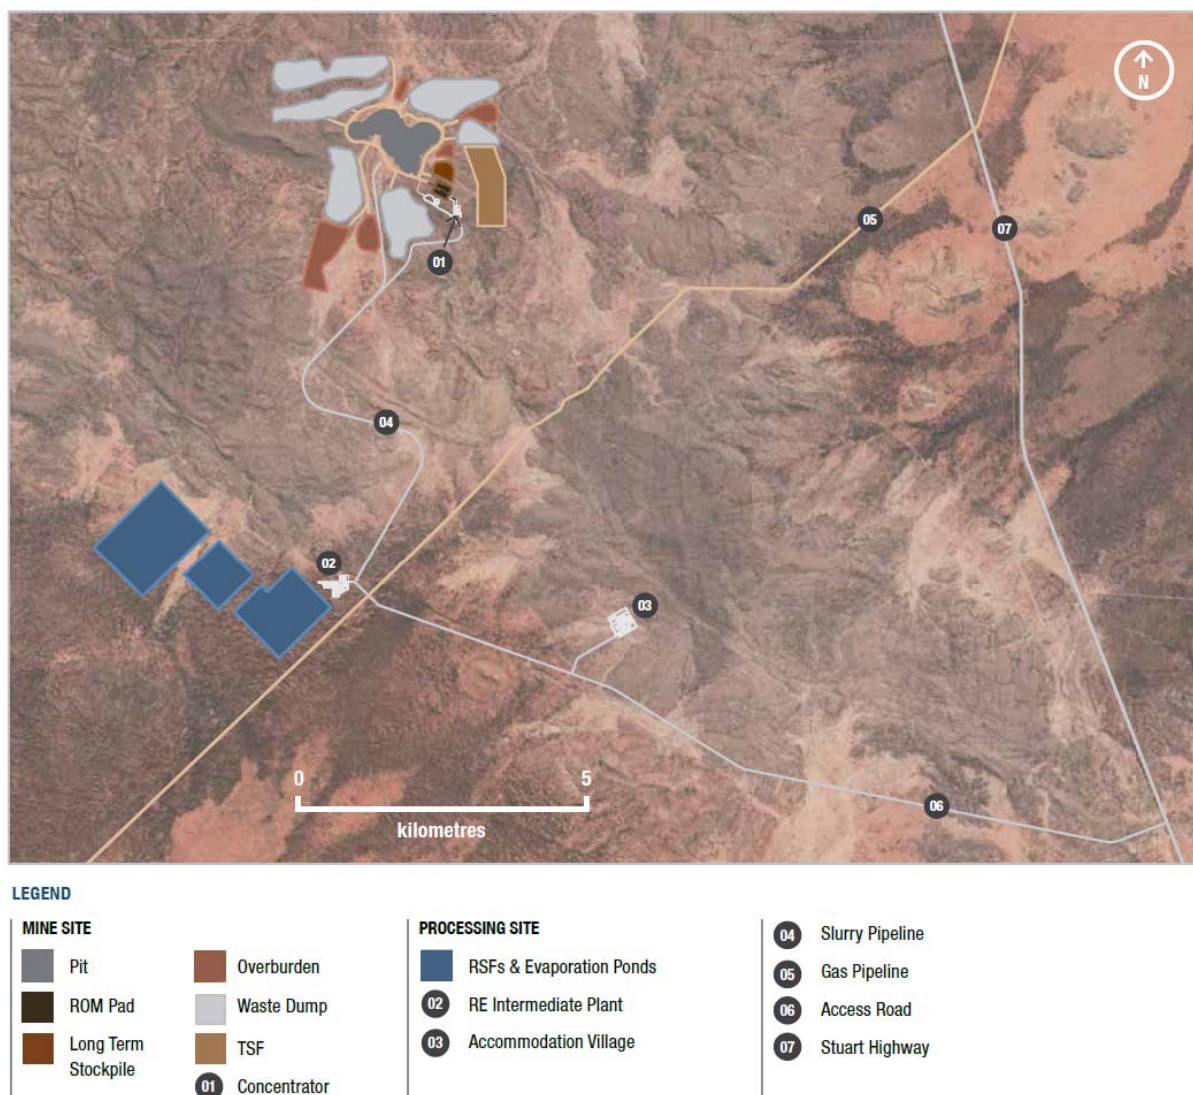 N
05
07
01
04
02
03
0
5
kilometres
06
LEGEND
MINE SITE
Pit
ROM Pad
Long Term
Stockpile
Overburden
Waste Dump
TSF
01 Concentrator
PROCESSING SITE
RSFs & Evaporation Ponds
02 RE Intermediate Plant
03 Accommodation Village
04 Slurry Pipeline
05 Gas Pipeline
06 Access Road
07 Stuart Highway